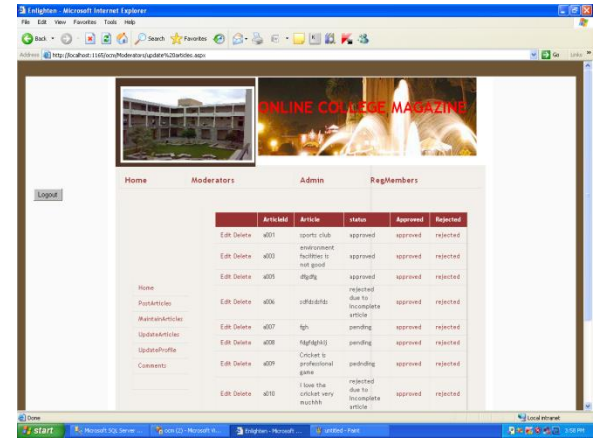 Enlighten - Microsoft Internet Explorer
File Edit View Favorites Tools Help
Back Search Favorites
Address http://localhost:1165/ocm/Moderators/update%20articles.aspx Go Links
ONLINE COLLEGE MAGAZINE
Home Moderators Admin RegMembers
Logout
ArticleId Article status Approved Rejected
Edit Delete a001 sports club approved approved rejected
Edit Delete a003 environment facilities is not good approved approved rejected
Edit Delete a005 dfgdfg approved approved rejected
Edit Delete a006 rejected due to incomplete article approved rejected
Edit Delete a007 fgh pending approved rejected
Edit Delete a008 pending approved rejected
Edit Delete a009 Cricket is professional game approved rejected
Edit Delete a010 I love the cricket very muchhh rejected due to incomplete article approved rejected
Home
PostArticles
MaintainArticles
UpdateArticles
UpdateProfile
Comments
Done Local intranet
start Microsoft SQL Server ... ocm (2) - Microsoft W... Enlighten - Microsoft ... untitled - Paint 3:58 PM